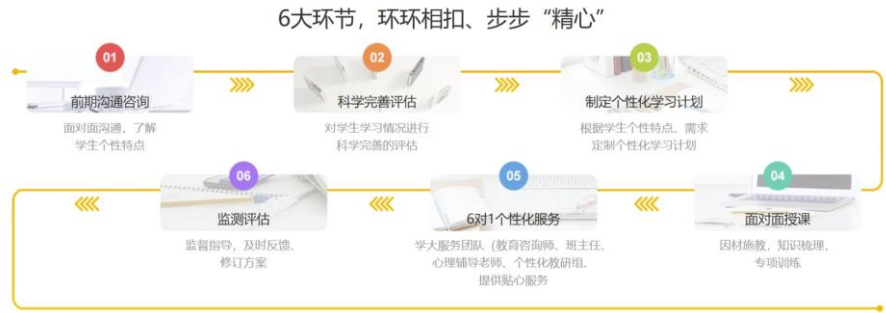 6大环节，环环相扣、步步“精心”
01
前期沟通咨询
面对面沟通，了解
学生个性特点
02
科学完善评估
对学生学习情况进行
科学完善的评估
03
制定个性化学习计划
根据学生个性特点、需求
定制个性化学习计划
04
面对面授课
因材施教，知识梳理，
专项训练
05
6对1个性化服务
学大服务团队（教育咨询师、班主任、
心理辅导老师、个性化教研组、
提供贴心服务
06
监测评估
监督指导，及时反馈、
修订方案